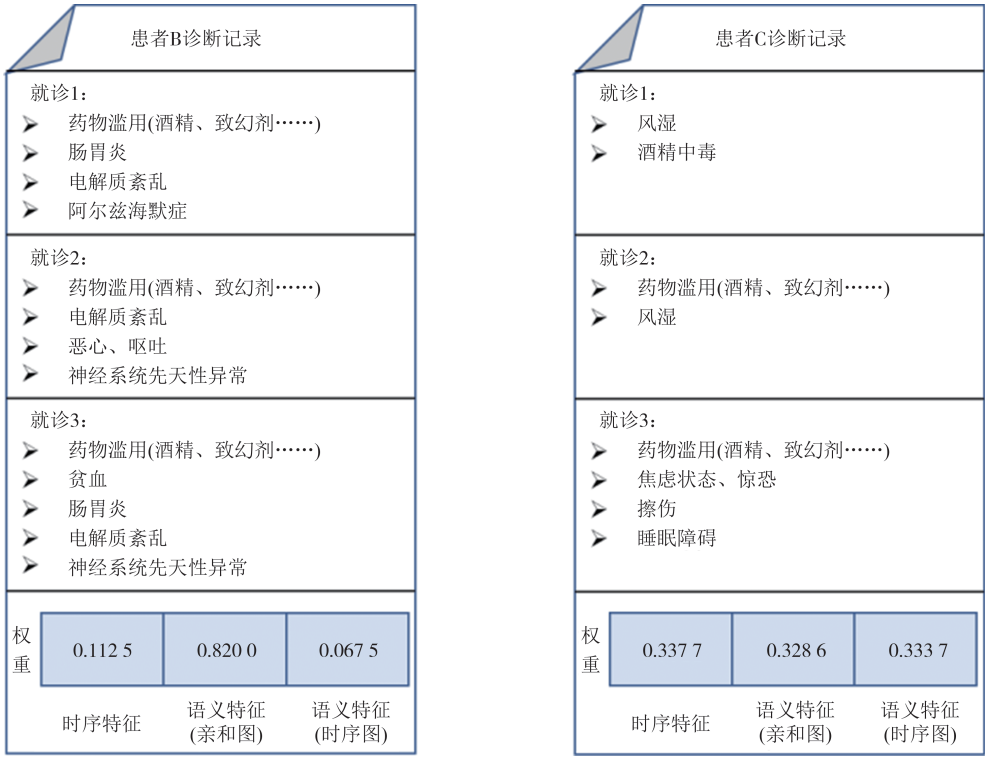 患者B诊断记录
就诊1:
药物滥用(酒精、致幻剂……)
肠胃炎
电解质紊乱
阿尔兹海默症
就诊2:
药物滥用(酒精、致幻剂……)
电解质紊乱
恶心、呕吐
神经系统先天性异常
就诊3:
药物滥用(酒精、致幻剂……)
贫血
肠胃炎
电解质紊乱
神经系统先天性异常
权重
0.112 5
0.820 0
0.067 5
时序特征
语义特征
(亲和图)
语义特征
(时序图)
患者C诊断记录
就诊1:
风湿
酒精中毒
就诊2:
药物滥用(酒精、致幻剂……)
风湿
就诊3:
药物滥用(酒精、致幻剂……)
焦虑状态、惊恐
擦伤
睡眠障碍
权重
0.337 7
0.328 6
0.333 7
时序特征
语义特征
(亲和图)
语义特征
(时序图)